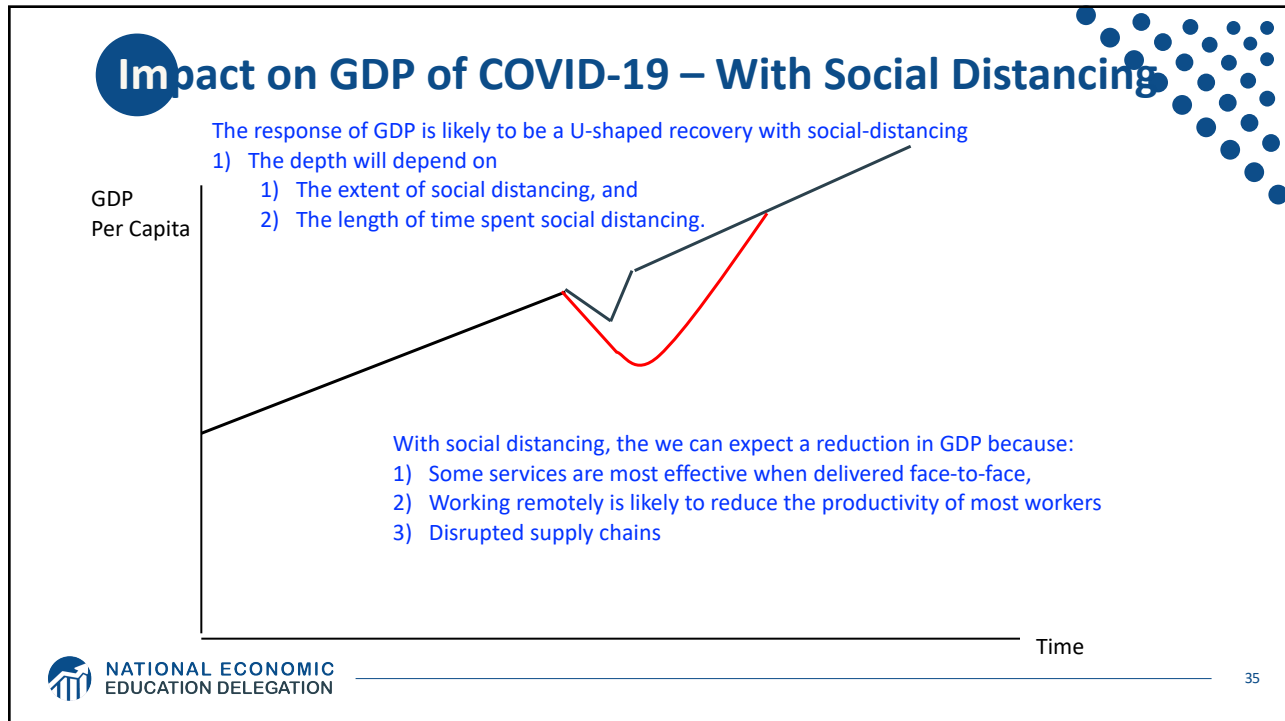 Impact on GDP of COVID-19 – With Social Distancing
The response of GDP is likely to be a U-shaped recovery with social-distancing
1) The depth will depend on
1) The extent of social distancing, and
2) The length of time spent social distancing.
GDP
Per Capita
With social distancing, the we can expect a reduction in GDP because:
1) Some services are most effective when delivered face-to-face,
2) Working remotely is likely to reduce the productivity of most workers
3) Disrupted supply chains
Time
NATIONAL ECONOMIC
EDUCATION DELEGATION
35